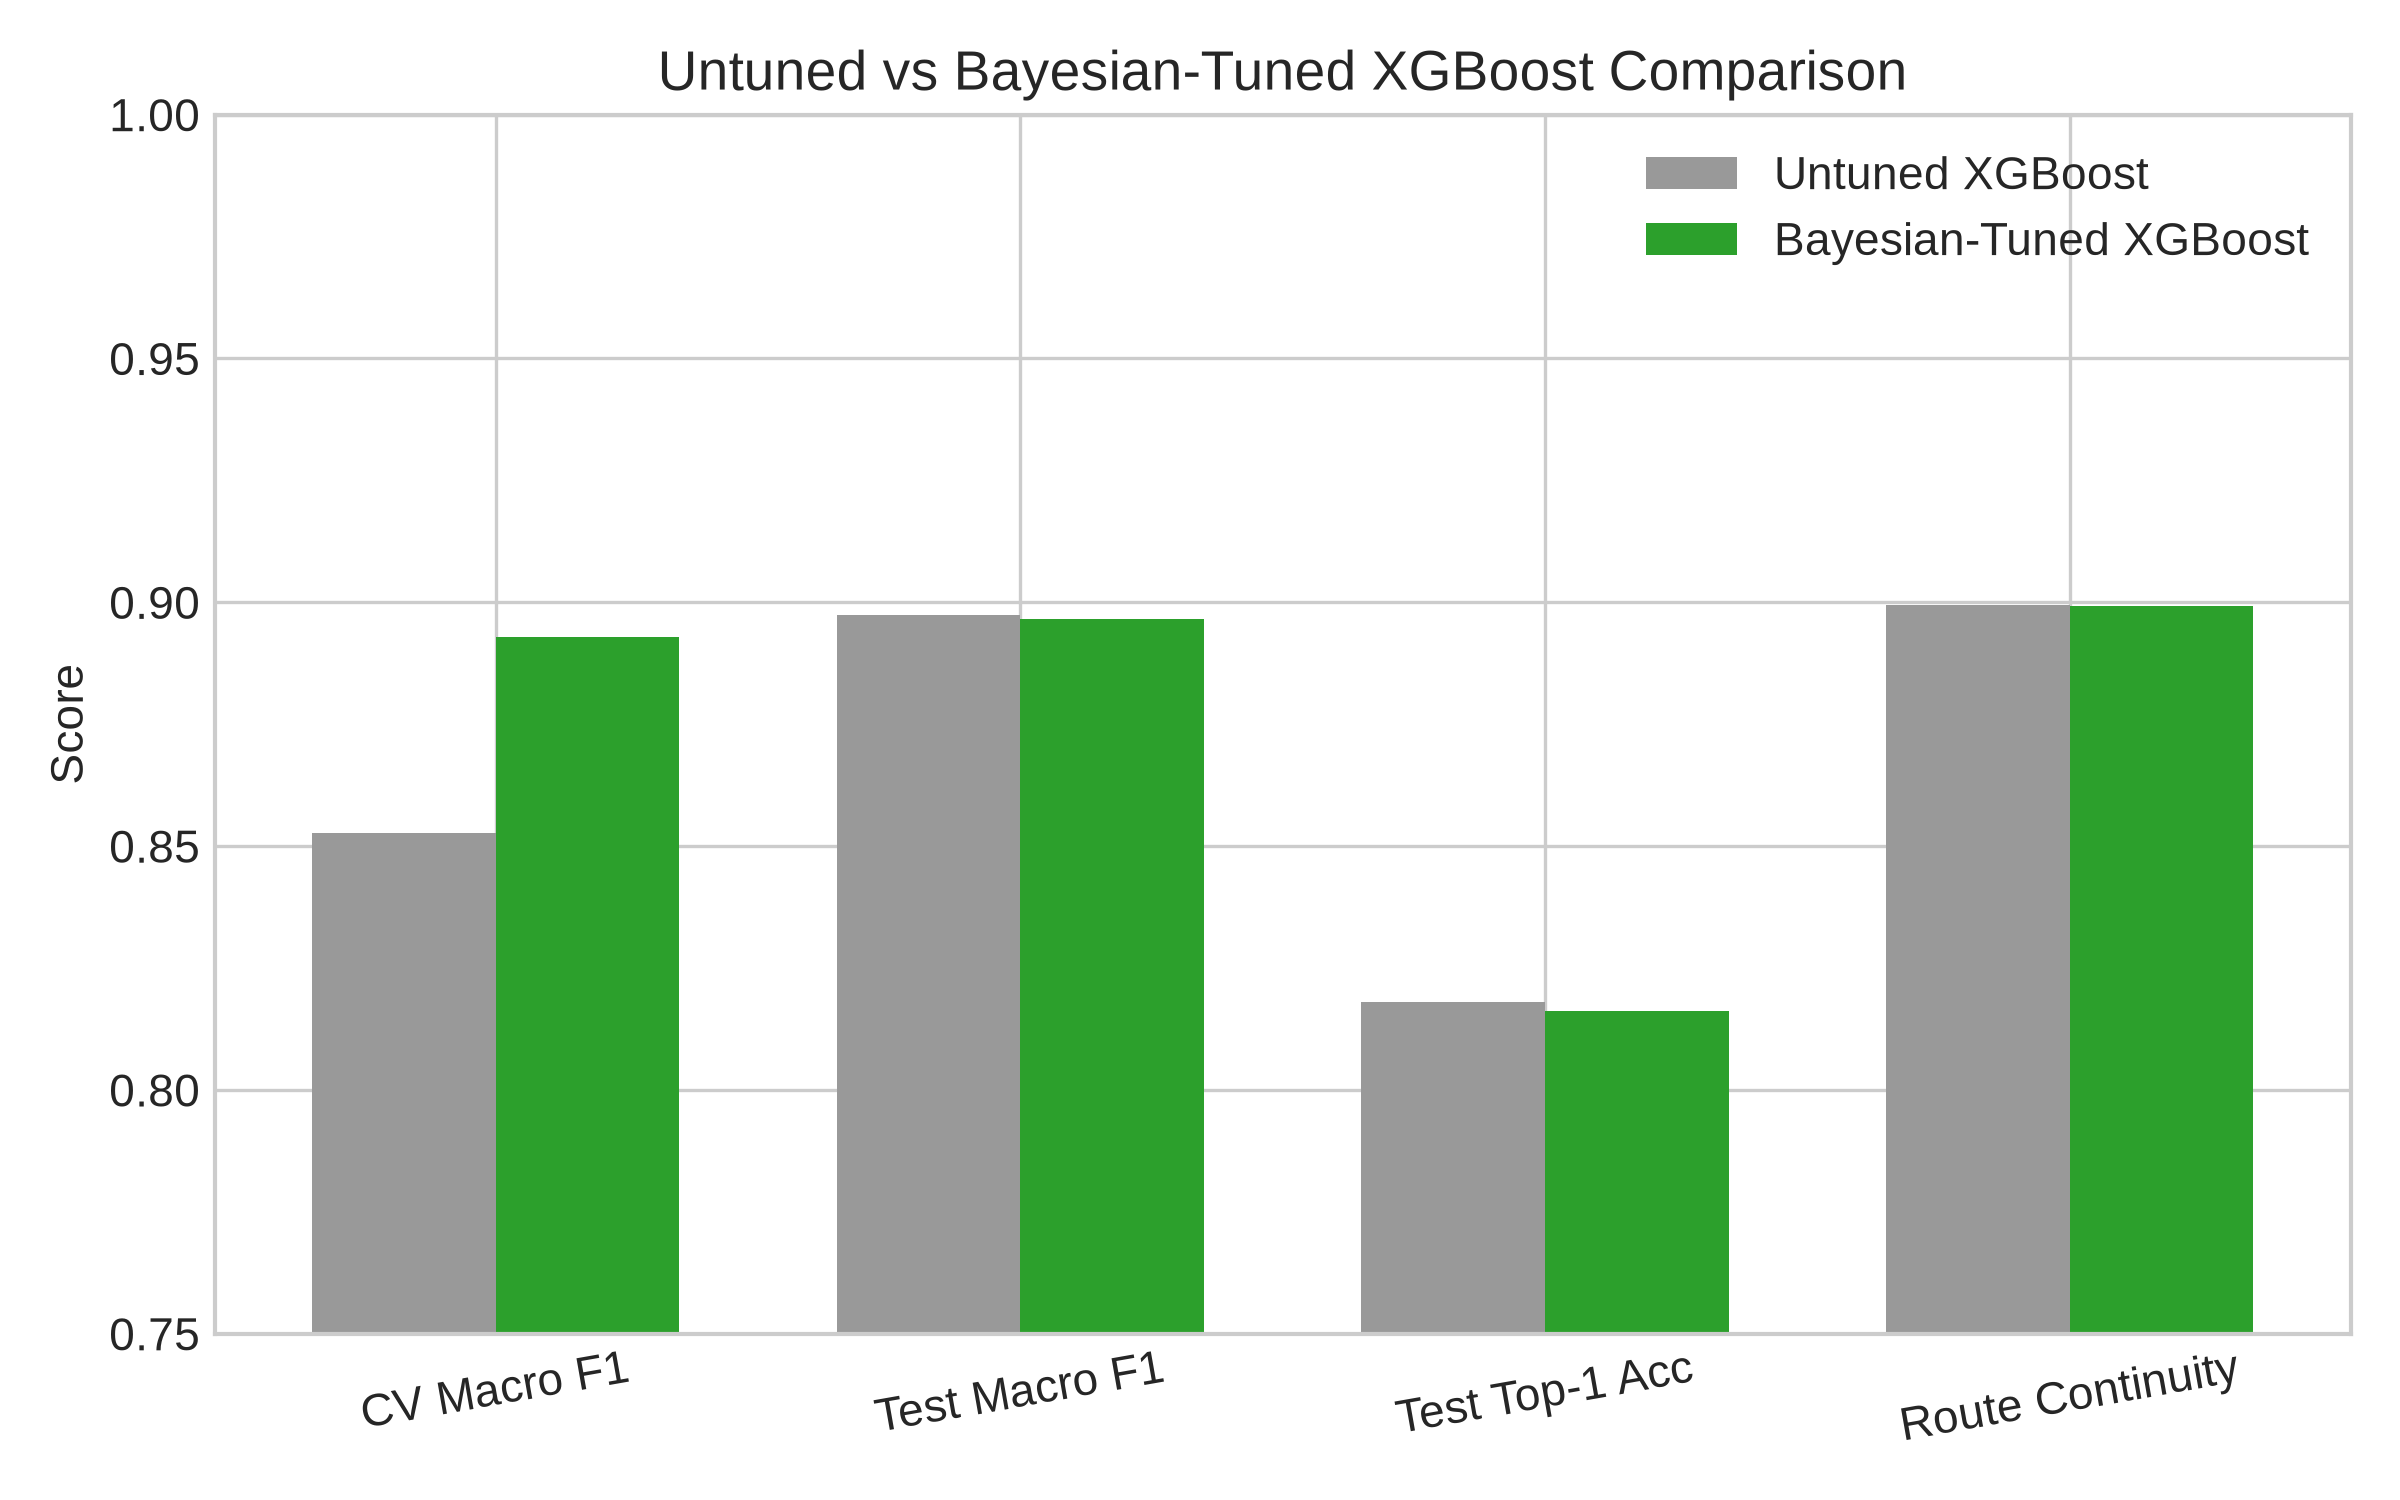 Untuned vs Bayesian-Tuned XGBoost Comparison
Untuned XGBoost
Bayesian-Tuned XGBoost
Score
1.00
0.95
0.90
0.85
0.80
0.75
CV Macro F1
Test Macro F1
Test Top-1 Acc
Route Continuity